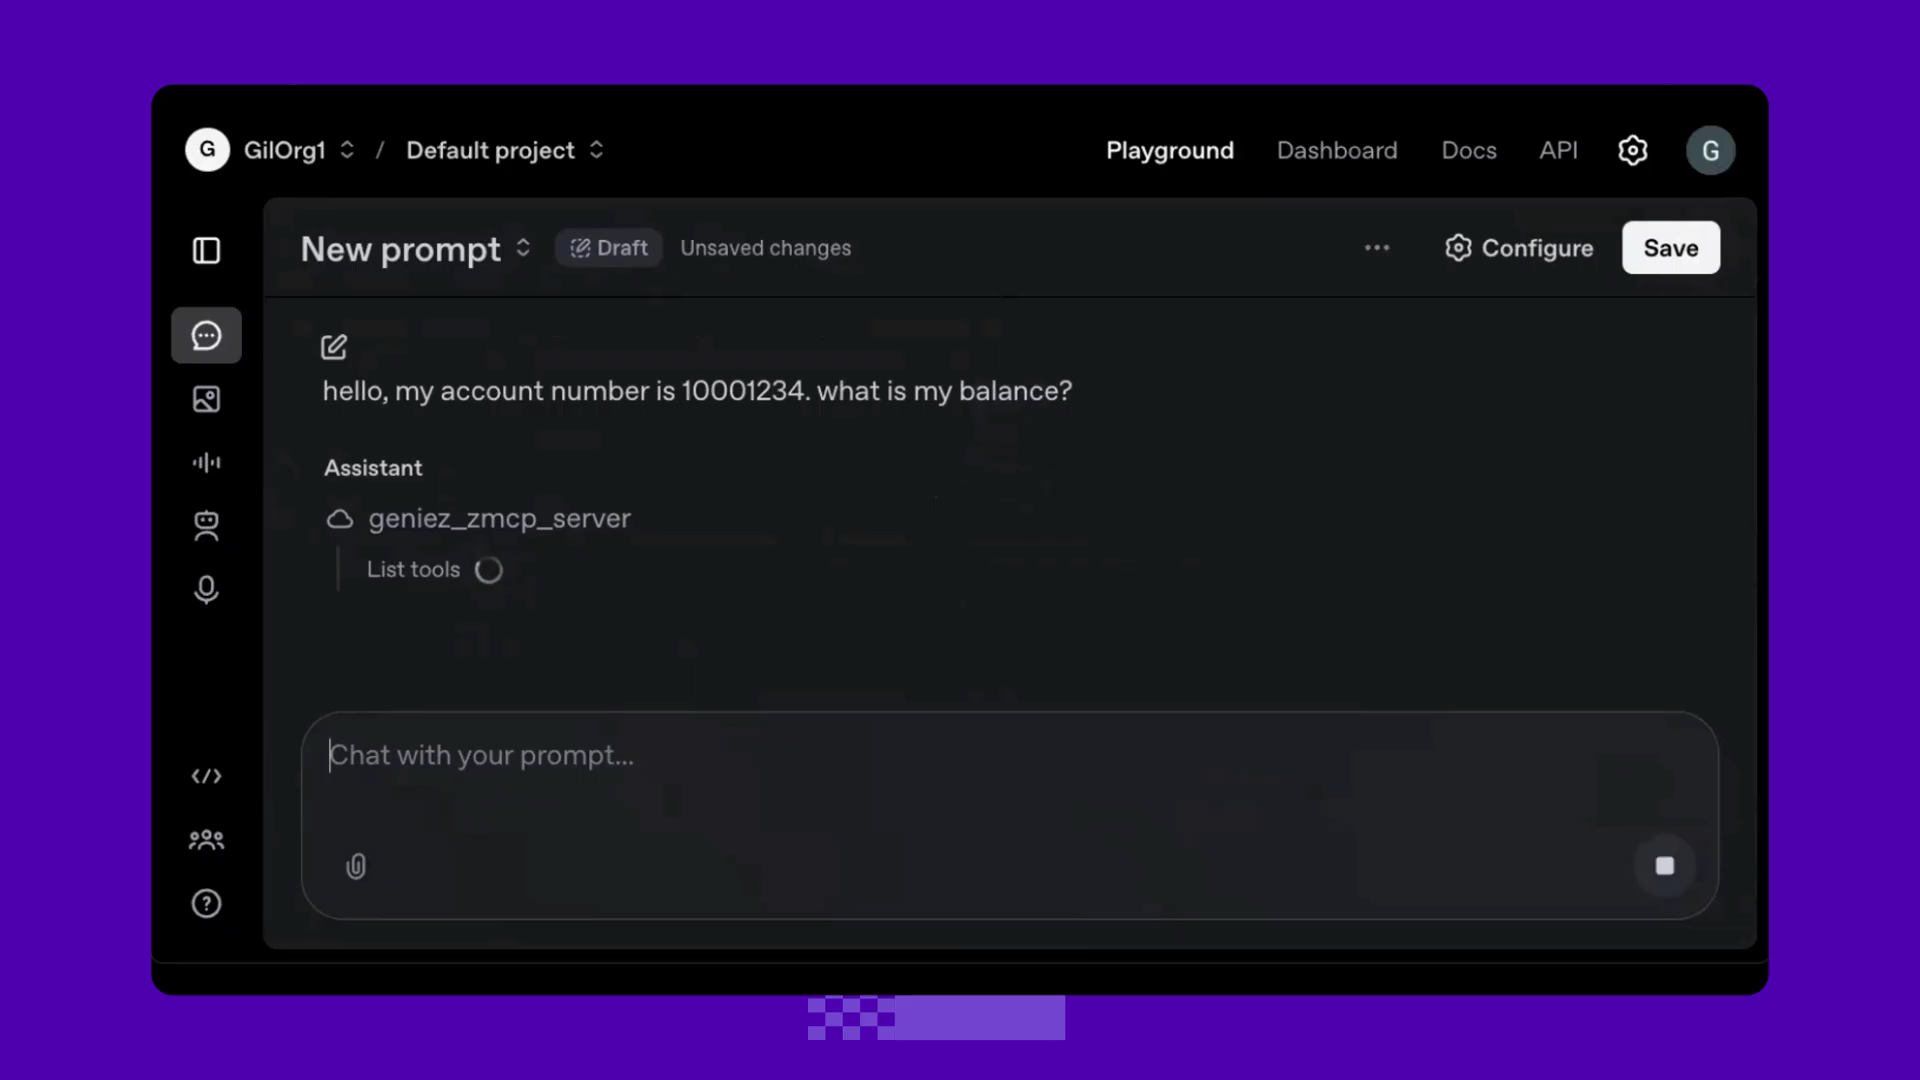 G GilOrg1 / Default project Playground Dashboard Docs API G
New prompt Draft Unsaved changes ... Configure Save
hello, my account number is 10001234. what is my balance?
Assistant
geniez_zmcp_server
List tools
Chat with your prompt...